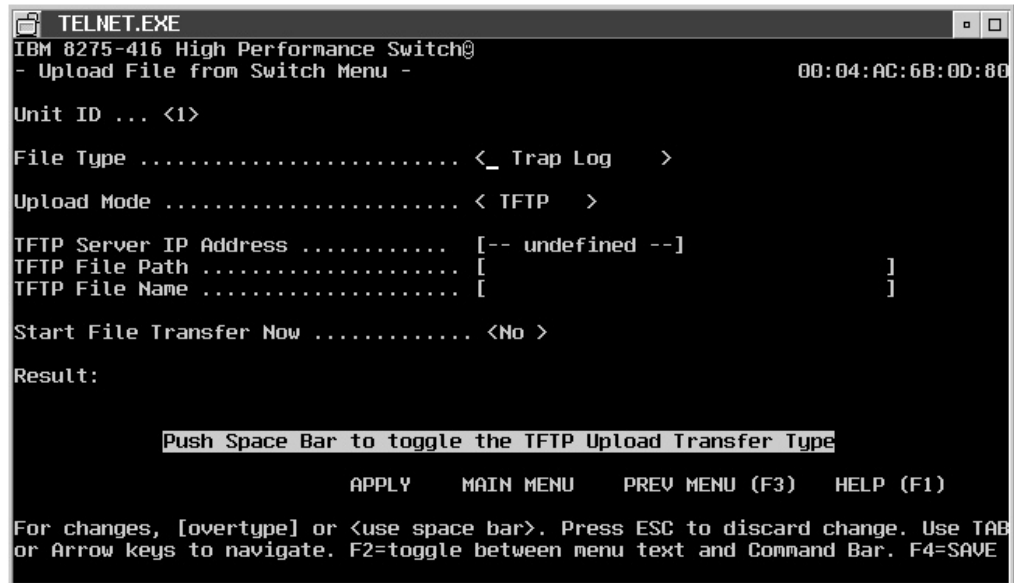 TELNET.EXE
IBM 8275-416 High Performance Switch@
- Upload File from Switch Menu - 00:04:AC:6B:0D:80
Unit ID ... <1>
File Type .......................... <_ Trap Log >
Upload Mode ........................ < TFTP >
TFTP Server IP Address ............ [-- undefined --]
TFTP File Path ..................... [ ]
TFTP File Name ..................... [ ]
Start File Transfer Now ............. <No >
Result:
Push Space Bar to toggle the TFTP Upload Transfer Type
APPLY MAIN MENU PREV MENU (F3) HELP (F1)
For changes, [overtype] or <use space bar>. Press ESC to discard change. Use TAB
or Arrow keys to navigate. F2=toggle between menu text and Command Bar. F4=SAVE